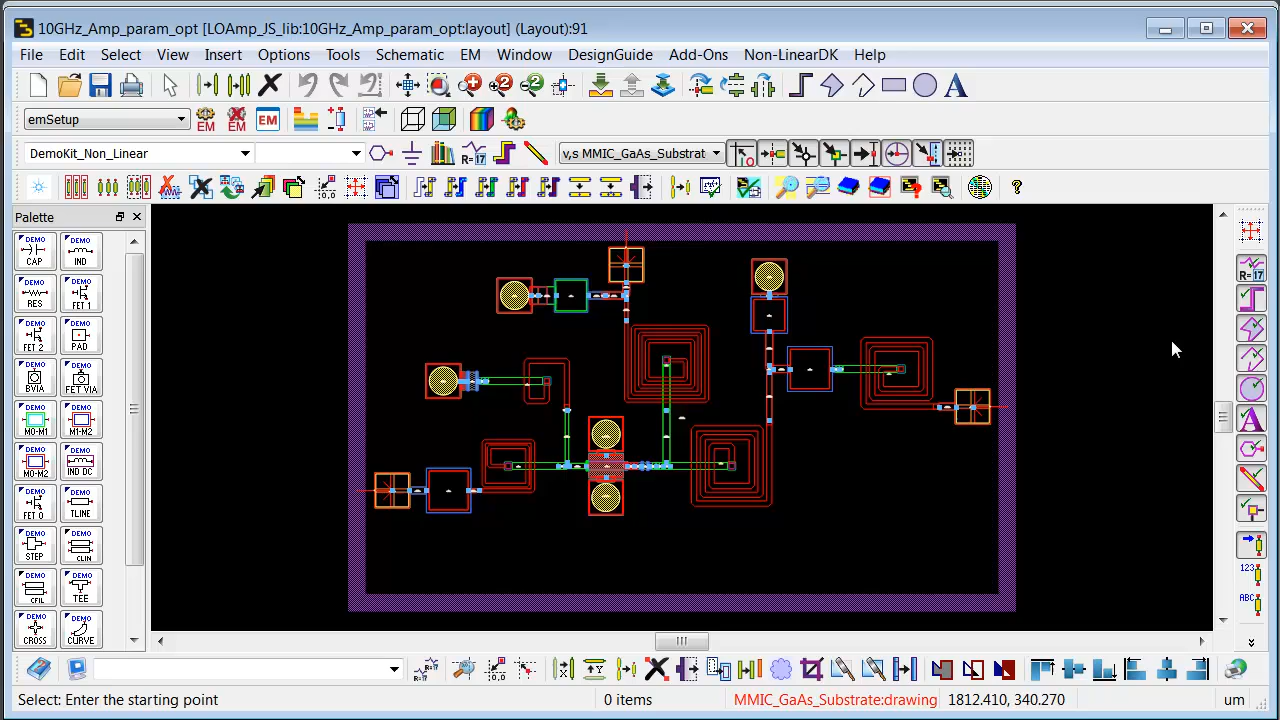 10GHz_Amp_param_opt [LOAmp_JS_lib:10GHz_Amp_param_opt:layout] (Layout):91
File Edit Select View Insert Options Tools Schematic EM Window DesignGuide Add-Ons Non-LinearDK Help
emSetup
EM EM EM
DemoKit_Non_Linear
v,s MMIC_GaAs_Substrat
Palette
DEMO DEMO
CAP IND
DEMO DEMO
RES FET 1
DEMO DEMO
FET 2 PAD
DEMO DEMO
BVIA FET VIA
DEMO DEMO
M0-M1 M1-M2
DEMO DEMO
M0-M2 IND DC
DEMO DEMO
FET 0 TLINE
DEMO DEMO
STEP CLIN
DEMO DEMO
CFIL TEE
DEMO DEMO
CROSS CURVE
R=17
123
ABC
Select: Enter the starting point 0 items MMIC_GaAs_Substrate:drawing 1812.410, 340.270 um